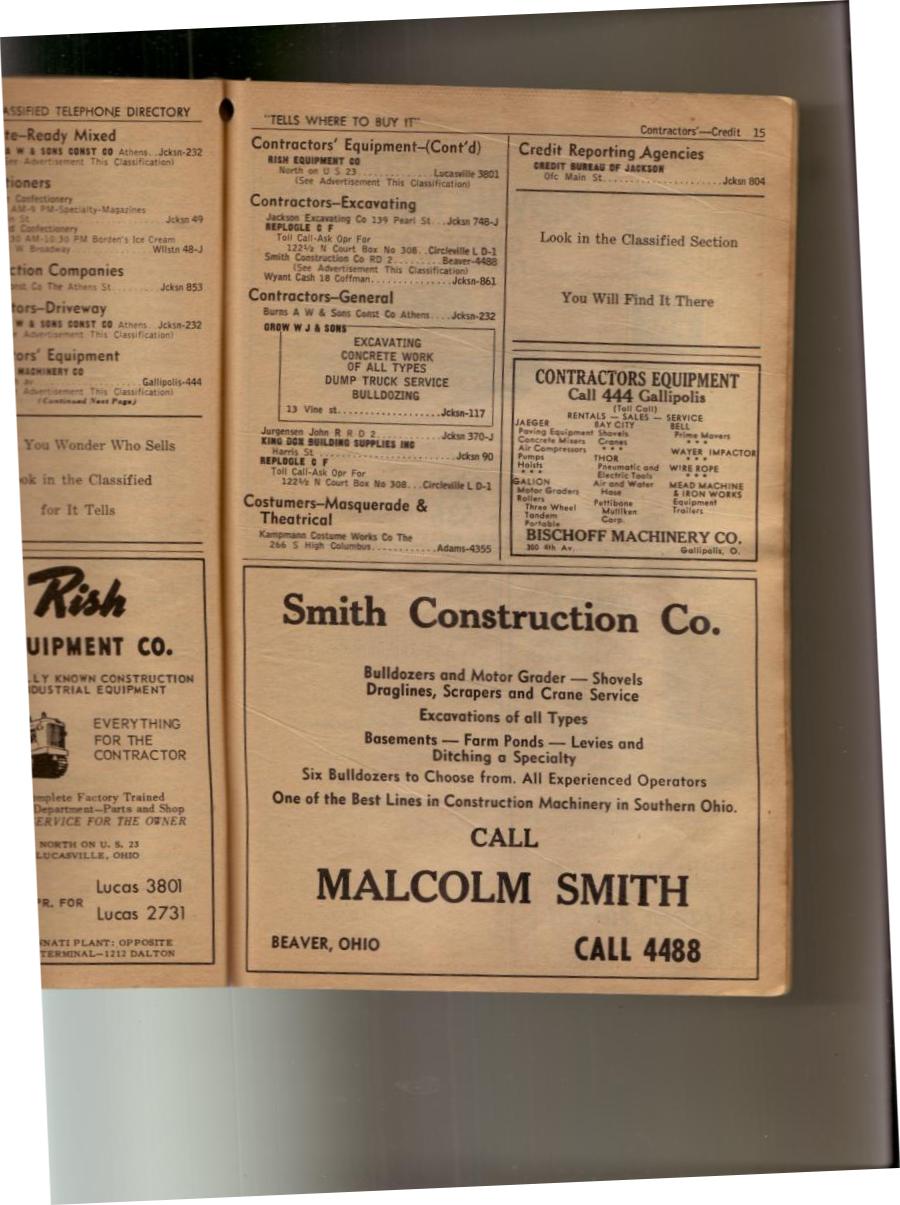 ASSIFIED TELEPHONE DIRECTORY
te-Ready Mixed
A W & SONS CONST CO Athens..Jcksn-232
See Advertisement This Classification)
tioners
Confectionery
AM-9 PM-Specialty-Magazines
n St. Jcksn 49
d Confectionery
30 AM-10:30 PM Borden's Ice Cream
W Broadway Wllstn 48-J
ction Companies
nst Co The Athens St Jcksn 853
tors—Driveway
W & SONS CONST CO Athens. Jcksn-232
e Advertisement This Classification)
ors' Equipment
MACHINERY CO
av Gallipolis-444
Advertisement This Classification)
(Continued Next Page)
You Wonder Who Sells
ok in the Classified
for It Tells
Rish
UIPMENT CO.
LLY KNOWN CONSTRUCTION
DUSTRIAL EQUIPMENT
EVERYTHING
FOR THE
CONTRACTOR
mplete Factory Trained
Department—Parts and Shop
ERVICE FOR THE OWNER
NORTH ON U. S. 23
LUCASVILLE, OHIO
Lucas 3801
'R. FOR
Lucas 2731
NNATI PLANT: OPPOSITE
TERMINAL—1212 DALTON
"TELLS WHERE TO BUY IT"
Contractors'—Credit 15
Contractors' Equipment—(Cont'd)
RISH EQUIPMENT CO
North on U S 23 Lucasville 3801
(See Advertisement This Classification)
Contractors—Excavating
Jackson Excavating Co 139 Pearl St...Jcksn 748-J
REPLOGLE C F
Toll Call-Ask Opr For
122½ N Court Box No 308..Circleville L D-1
Smith Construction Co RD 2 Beaver-4488
(See Advertisement This Classification)
Wyant Cash 18 Coffman Jcksn-861
Contractors—General
Burns A W & Sons Const Co Athens....Jcksn-232
GROW W J & SONS
EXCAVATING
CONCRETE WORK
OF ALL TYPES
DUMP TRUCK SERVICE
BULLDOZING
13 Vine st Jcksn-117
Jurgensen John R R D 2 Jcksn 370-J
KING DON BUILDING SUPPLIES INC
Harris St Jcksn 90
REPLOGLE C F
Toll Call-Ask Opr For
122½ N Court Box No 308...Circleville L D-1
Costumers—Masquerade &
Theatrical
Kampmann Costume Works Co The
266 S High Columbus Adams-4355
Credit Reporting Agencies
CREDIT BUREAU OF JACKSON
Ofc Main St Jcksn 804
Look in the Classified Section
You Will Find It There
CONTRACTORS EQUIPMENT
Call 444 Gallipolis
(Toll Call)
RENTALS — SALES — SERVICE
JAEGER
Paving Equipment
Concrete Mixers
Air Compressors
Pumps
Hoists
* * *
GALION
Motor Graders
Rollers
Three Wheel
Tandem
Portable
BAY CITY
Shovels
Cranes
* * *
THOR
Pneumatic and
Electric Tools
Air and Water
Hose
Pettibone
Mulliken
Corp.
BELL
Prime Movers
* * *
WAYER IMPACTOR
* * *
WIRE ROPE
* * *
MEAD MACHINE
& IRON WORKS
Equipment
Trailers
BISCHOFF MACHINERY CO.
360 4th Av. Gallipolis, O.
Smith Construction Co.
Bulldozers and Motor Grader — Shovels
Draglines, Scrapers and Crane Service
Excavations of all Types
Basements — Farm Ponds — Levies and
Ditching a Specialty
Six Bulldozers to Choose from. All Experienced Operators
One of the Best Lines in Construction Machinery in Southern Ohio.
CALL
MALCOLM SMITH
BEAVER, OHIO CALL 4488